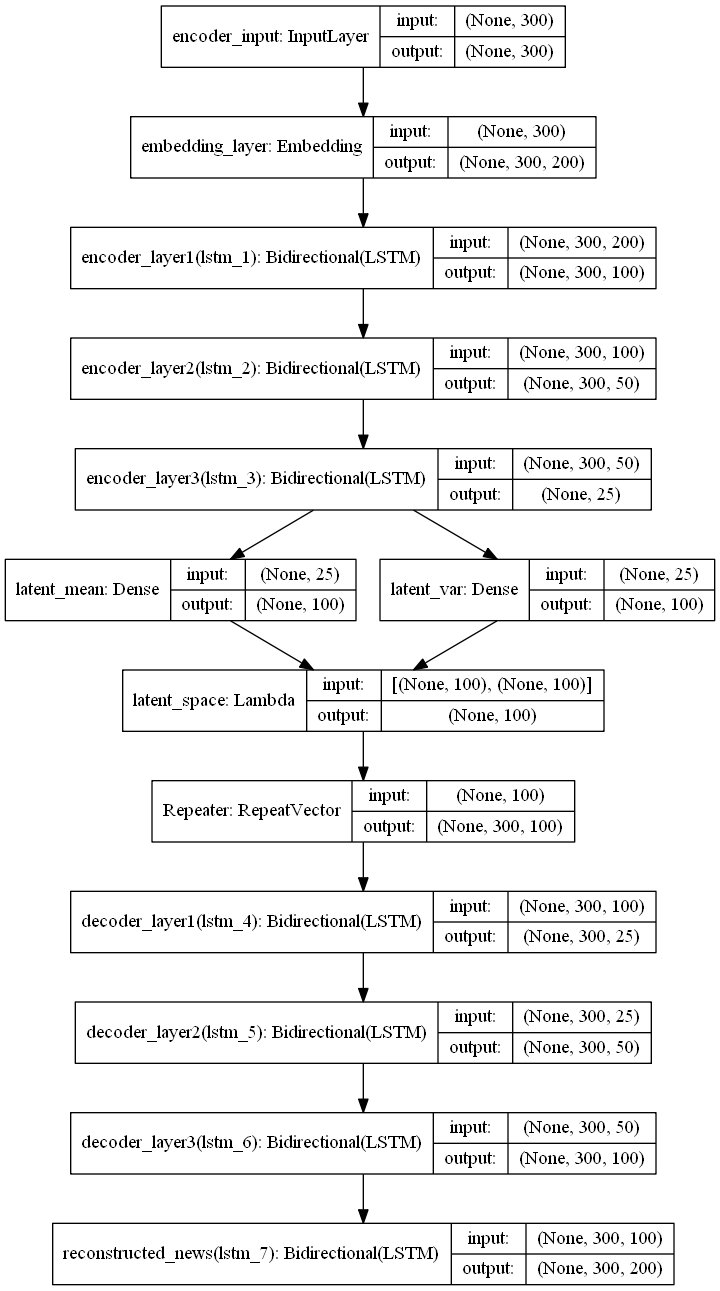 encoder_input: InputLayer
input: (None, 300)
output: (None, 300)
embedding_layer: Embedding
input: (None, 300)
output: (None, 300, 200)
encoder_layer1(lstm_1): Bidirectional(LSTM)
input: (None, 300, 200)
output: (None, 300, 100)
encoder_layer2(lstm_2): Bidirectional(LSTM)
input: (None, 300, 100)
output: (None, 300, 50)
encoder_layer3(lstm_3): Bidirectional(LSTM)
input: (None, 300, 50)
output: (None, 25)
latent_mean: Dense
input: (None, 25)
output: (None, 100)
latent_var: Dense
input: (None, 25)
output: (None, 100)
latent_space: Lambda
input: [(None, 100), (None, 100)]
output: (None, 100)
Repeater: RepeatVector
input: (None, 100)
output: (None, 300, 100)
decoder_layer1(lstm_4): Bidirectional(LSTM)
input: (None, 300, 100)
output: (None, 300, 25)
decoder_layer2(lstm_5): Bidirectional(LSTM)
input: (None, 300, 25)
output: (None, 300, 50)
decoder_layer3(lstm_6): Bidirectional(LSTM)
input: (None, 300, 50)
output: (None, 300, 100)
reconstructed_news(lstm_7): Bidirectional(LSTM)
input: (None, 300, 100)
output: (None, 300, 200)